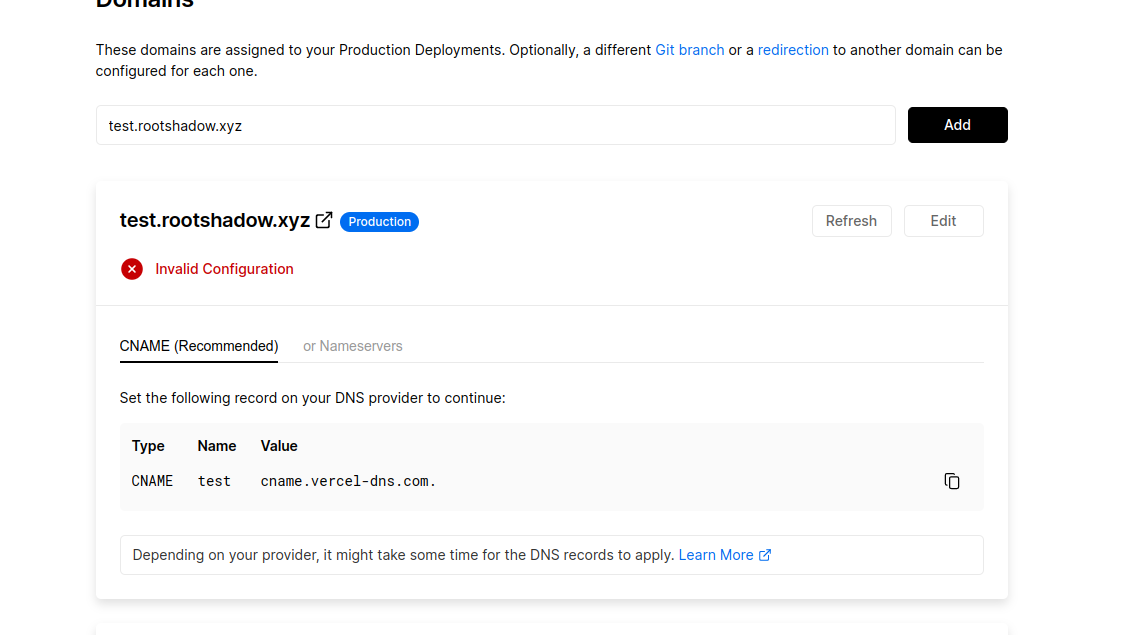 Domains
These domains are assigned to your Production Deployments. Optionally, a different Git branch or a redirection to another domain can be
configured for each one.
test.rootshadow.xyz
Add
test.rootshadow.xyz Production
Refresh
Edit
Invalid Configuration
CNAME (Recommended)
or Nameservers
Set the following record on your DNS provider to continue:
Type Name Value
CNAME test cname.vercel-dns.com.
Depending on your provider, it might take some time for the DNS records to apply. Learn More